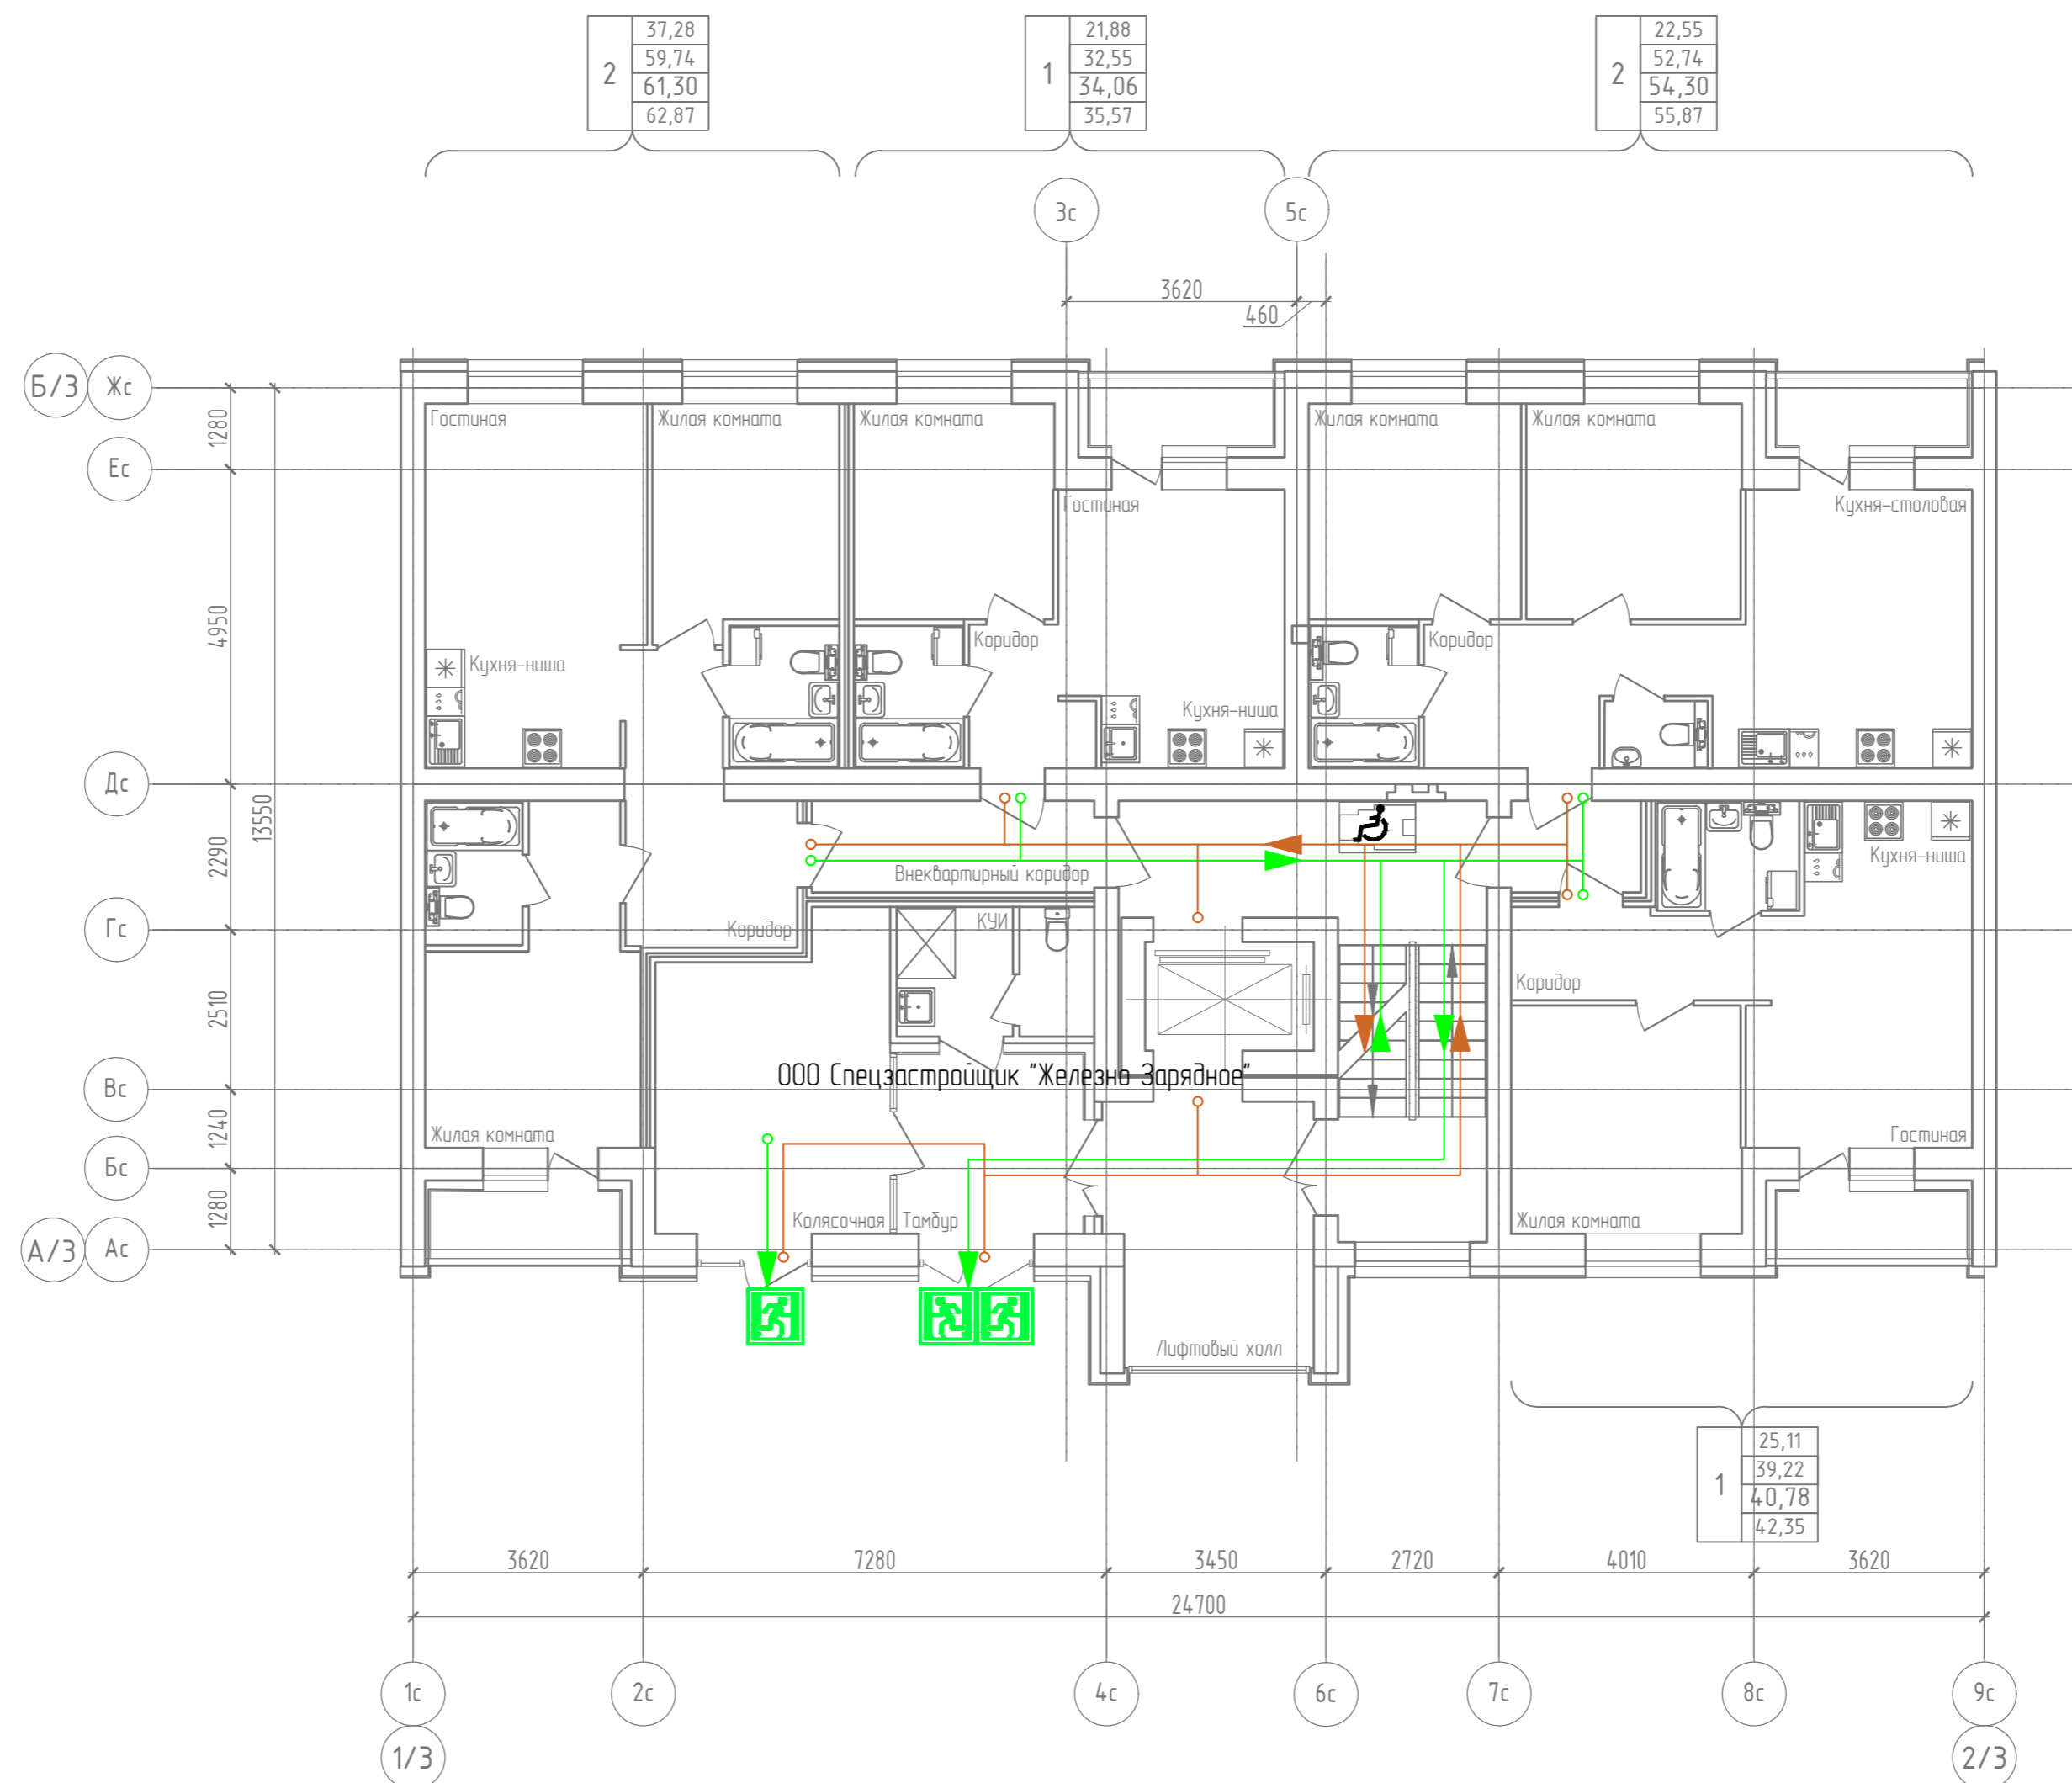 37,28
59,74
2
61,30
62,87
21,88
32,55
1
34,06
35,57
22,55
52,74
2
54,30
55,87
3с
5с
3620
460
Б/3
Жс
1280
Гостиная
Жилая комната
Жилая комната
Жилая комната
Жилая комната
Ес
Гостиная
Кухня-столовая
4950
Коридор
Коридор
Кухня-ниша
Кухня-ниша
Дс
13550
2290
Внеквартирный коридор
Кухня-ниша
Гс
Коридор
КУИ
2510
Коридор
ООО Спецзастройщик "Железно Зарядное"
Вс
1240
Жилая комната
Гостиная
Бс
1280
Колясочная
Тамбур
Жилая комната
А/3
Ас
Лифтовый холл
25,11
39,22
1
40,78
42,35
3620
7280
3450
2720
4010
3620
24700
1с
2с
4с
6с
7с
8с
9с
1/3
2/3